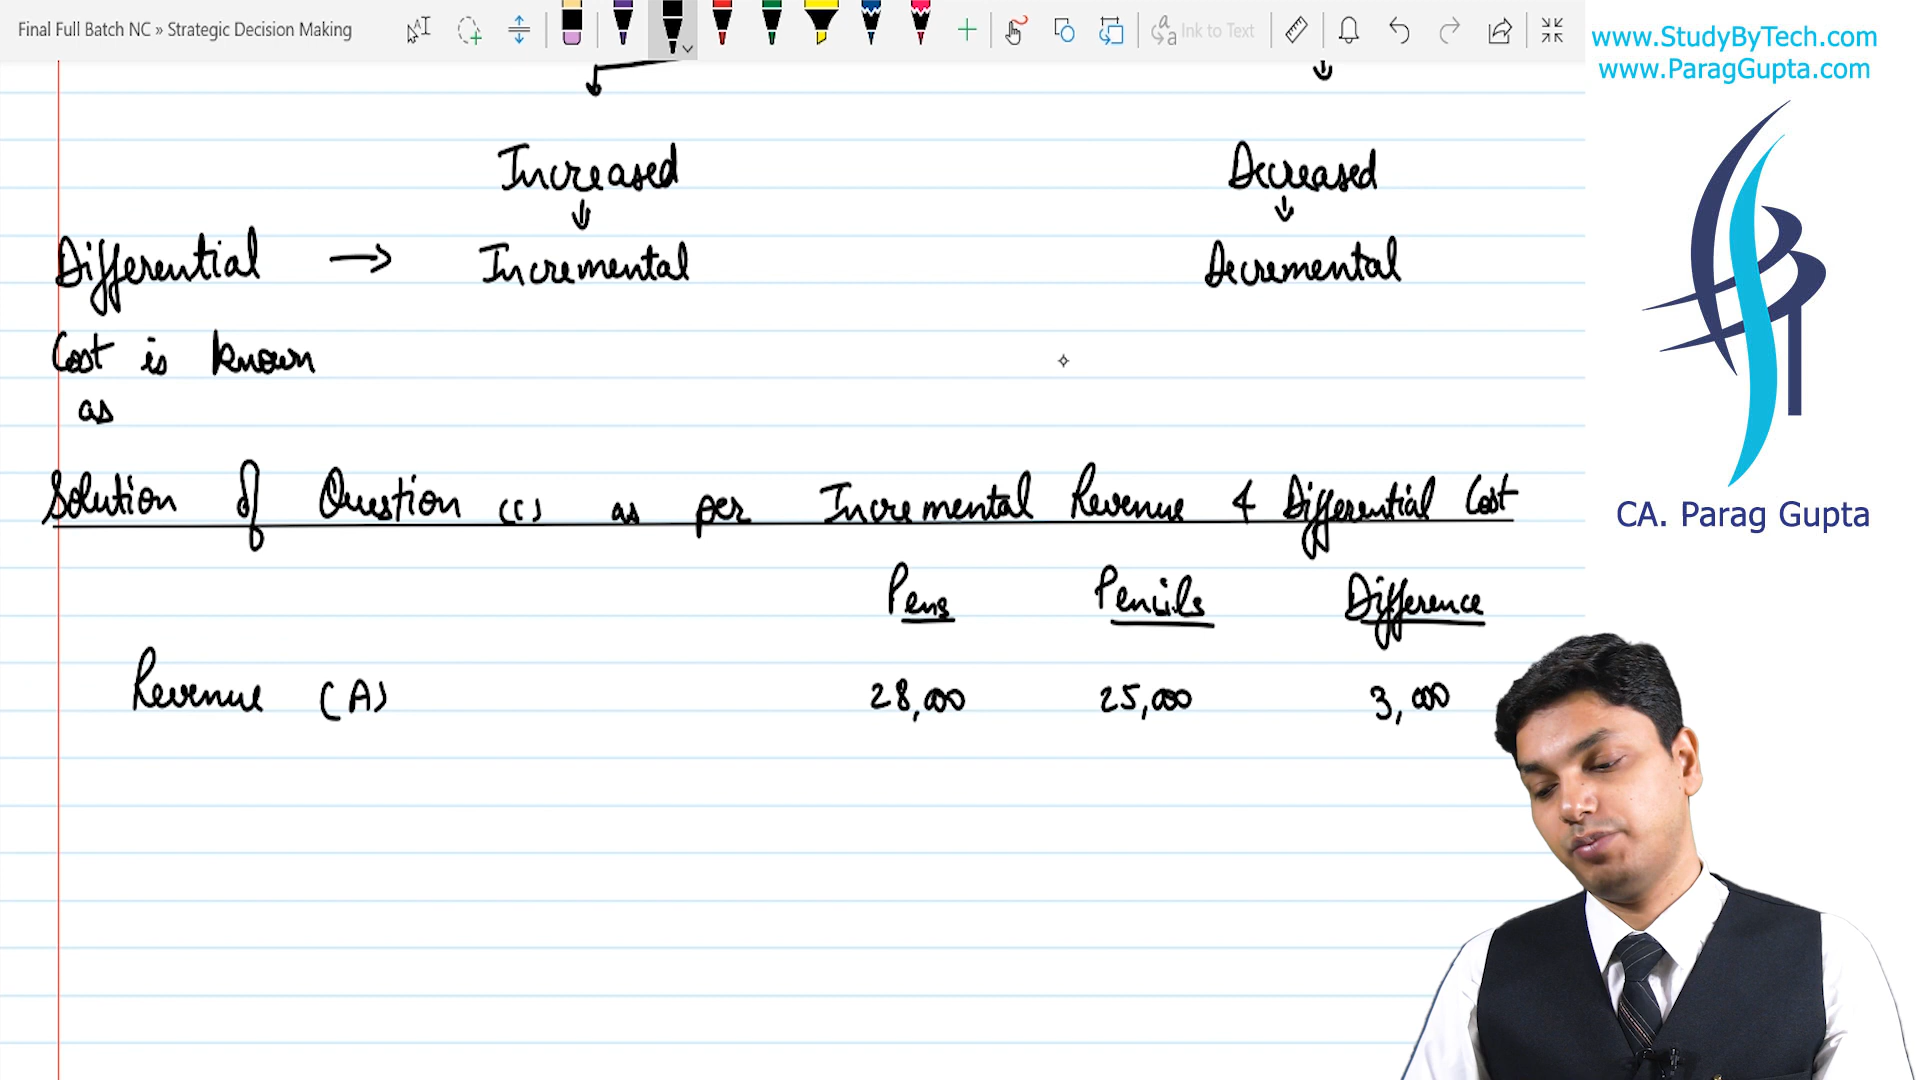 Final Full Batch NC » Strategic Decision Making
Ink to Text
www.StudyByTech.com
www.ParagGupta.com
Increased Decreased
Differential → Incremental Decremental
Cost is known
as
Solution of Question (C) as per Incremental Revenue & Differential Cost
Pens Pencils Difference
Revenue (A) 28,000 25,000 3,000
CA. Parag Gupta